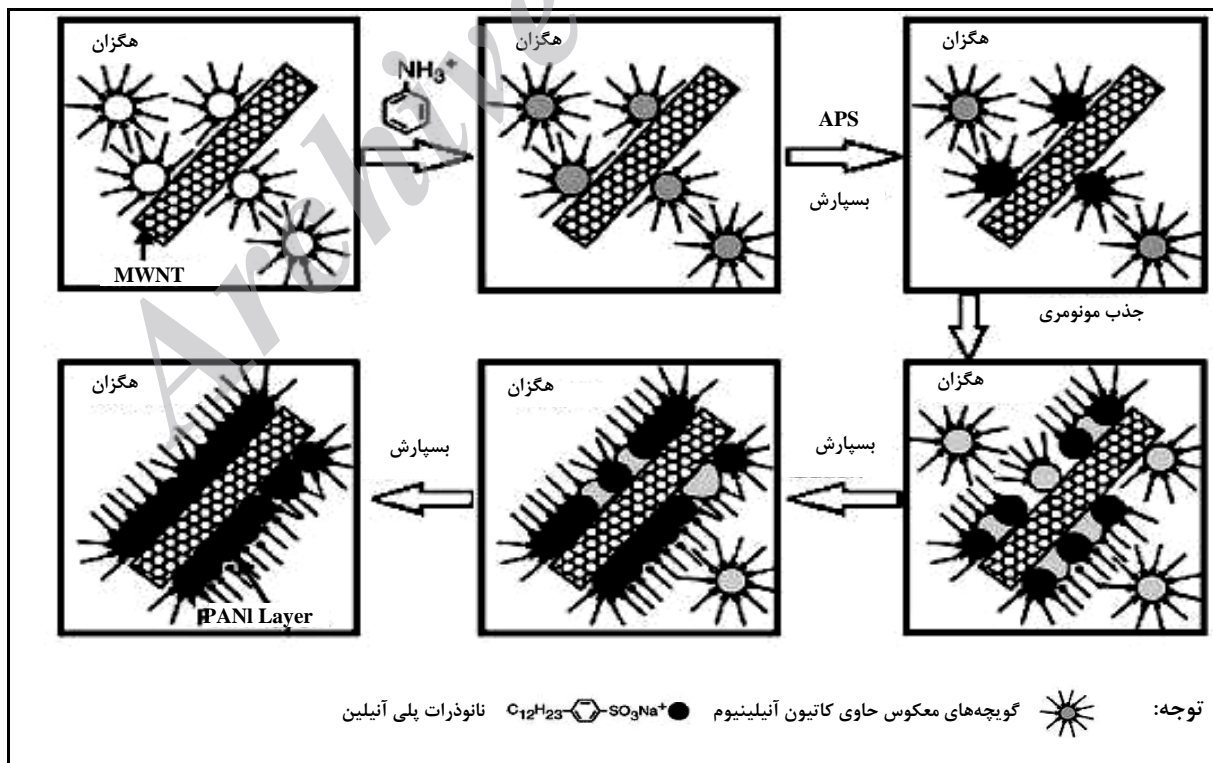 هگزان
MWNT
NH₃⁺
هگزان
APS
بسپارش
هگزان
جذب مونومری
هگزان
بسپارش
هگزان
بسپارش
هگزان
PANI Layer
توجه: گویچه‌های معکوس حاوی کاتیون آنیلینیوم C₁₂H₂₃-SO₃Na⁺ نانوذرات پلی آنیلین
Archive